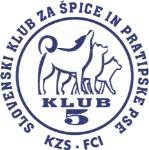 SLOVENSKI KLUB ZA ŠPICE IN PRATIPSKE PSE
KLUB
5
KZS - FCI